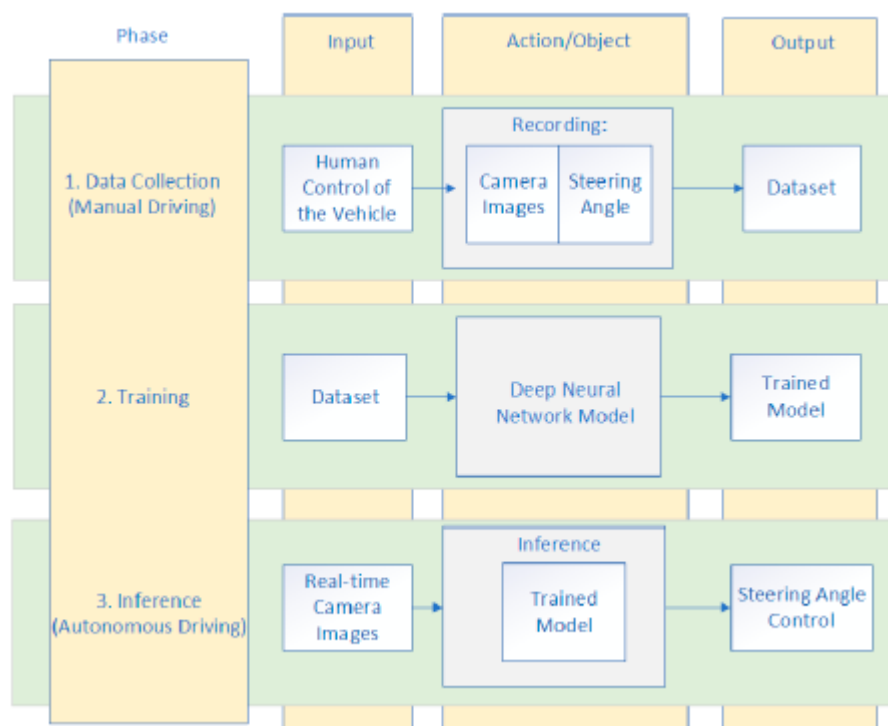 Phase
Input
Action/Object
Output
1. Data Collection
(Manual Driving)
Human
Control of
the Vehicle
Recording:
Camera
Images
Steering
Angle
Dataset
2. Training
Dataset
Deep Neural
Network Model
Trained
Model
3. Inference
(Autonomous Driving)
Real-time
Camera
Images
Inference
Trained
Model
Steering Angle
Control